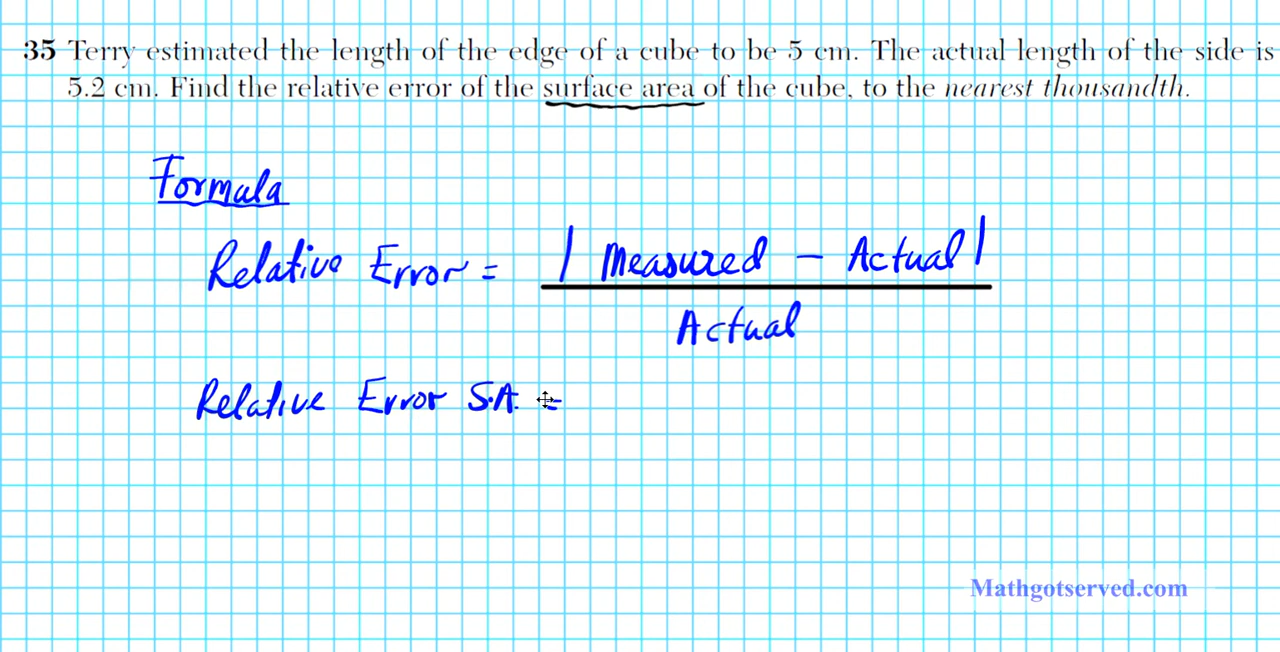 35 Terry estimated the length of the edge of a cube to be 5 cm. The actual length of the side is
5.2 cm. Find the relative error of the surface area of the cube, to the nearest thousandth.
Formula
Relative Error = | Measured - Actual |
Actual
Relative Error S.A. =
Mathgotserved.com